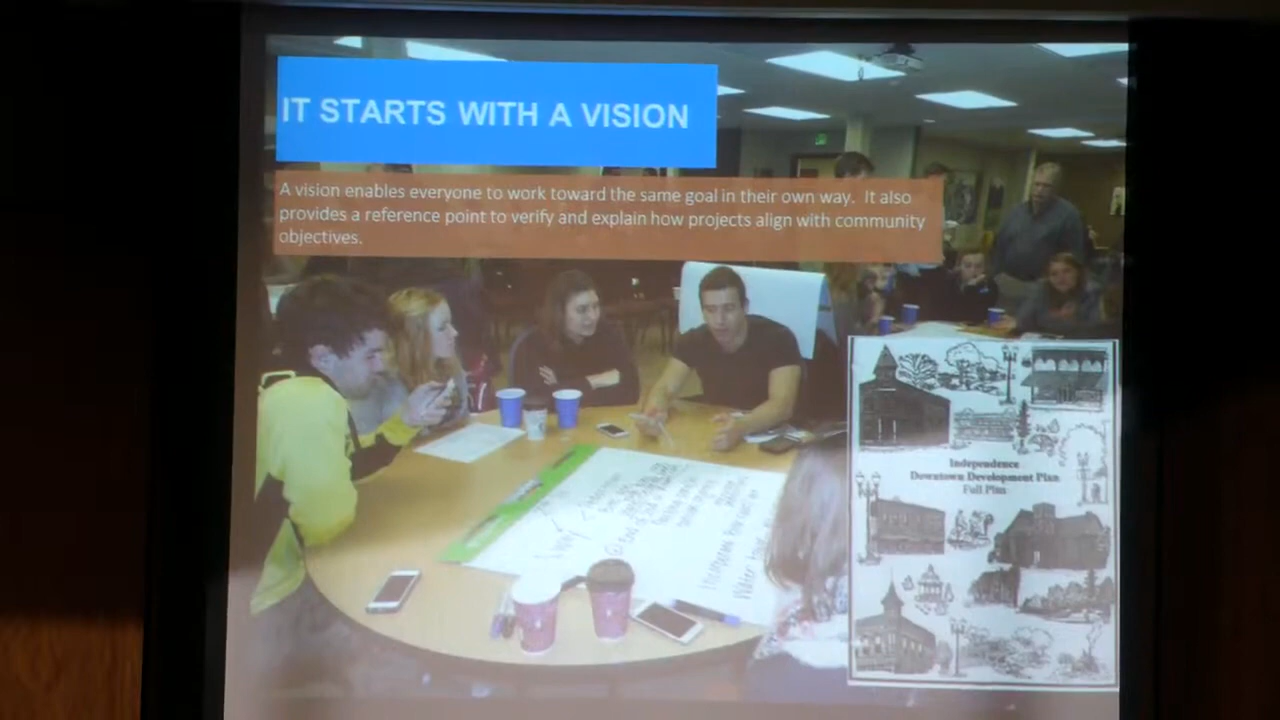 IT STARTS WITH A VISION
A vision enables everyone to work toward the same goal in their own way. It also
provides a reference point to verify and explain how projects align with community
objectives.
Independence
Downtown Development Plan
Full Plan